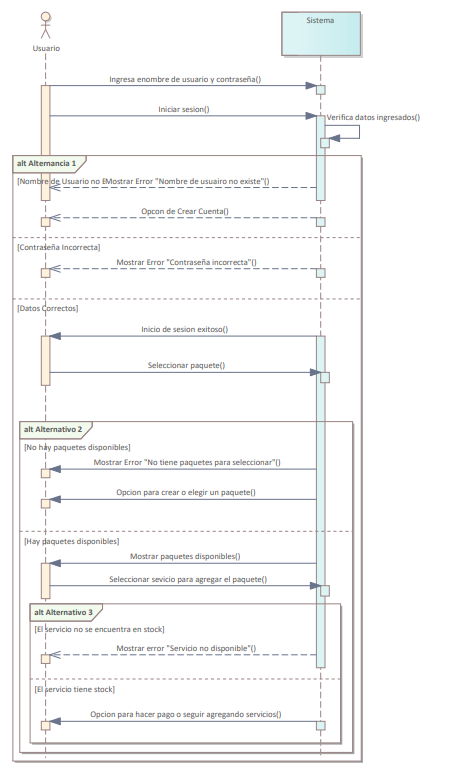 Sistema
Usuario
Ingresa enombre de usuario y contraseña()
Iniciar sesion()
Verifica datos ingresados()
alt Alternancia 1
[Nombre de Usuario no E
Mostrar Error "Nombre de usuairo no existe"()
Opcon de Crear Cuenta()
[Contraseña Incorrecta]
Mostrar Error "Contraseña incorrecta"()
[Datos Correctos]
Inicio de sesion exitoso()
Seleccionar paquete()
alt Alternativo 2
[No hay paquetes disponibles]
Mostrar Error "No tiene paquetes para seleccionar"()
Opcion para crear o elegir un paquete()
[Hay paquetes disponibles]
Mostrar paquetes disponibles()
Seleccionar sevicio para agregar el paquete()
alt Alternativo 3
[El servicio no se encuentra en stock]
Mostrar error "Servicio no disponible"()
[El servicio tiene stock]
Opcion para hacer pago o seguir agregando servicios()